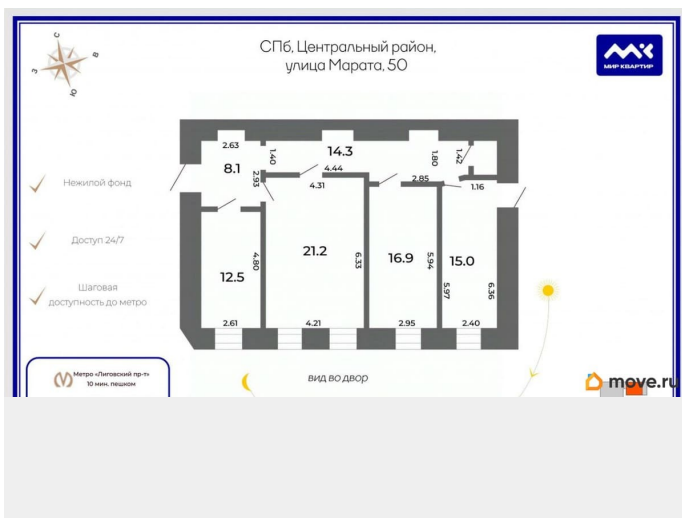 СПб, Центральный район,
улица Марата, 50
МИР КВАРТИР
С
В
З
Ю
Нежилой фонд
Доступ 24/7
Шаговая
доступность до метро
2.63
1.40
14.3
1.80
1.42
8.1
2.93
4.44
4.31
2.85
1.16
21.2
16.9
15.0
12.5
4.80
6.33
5.94
5.97
6.36
2.61
4.21
2.95
2.40
Метро «Лиговский пр-т»
10 мин. пешком
вид во двор
move.ru